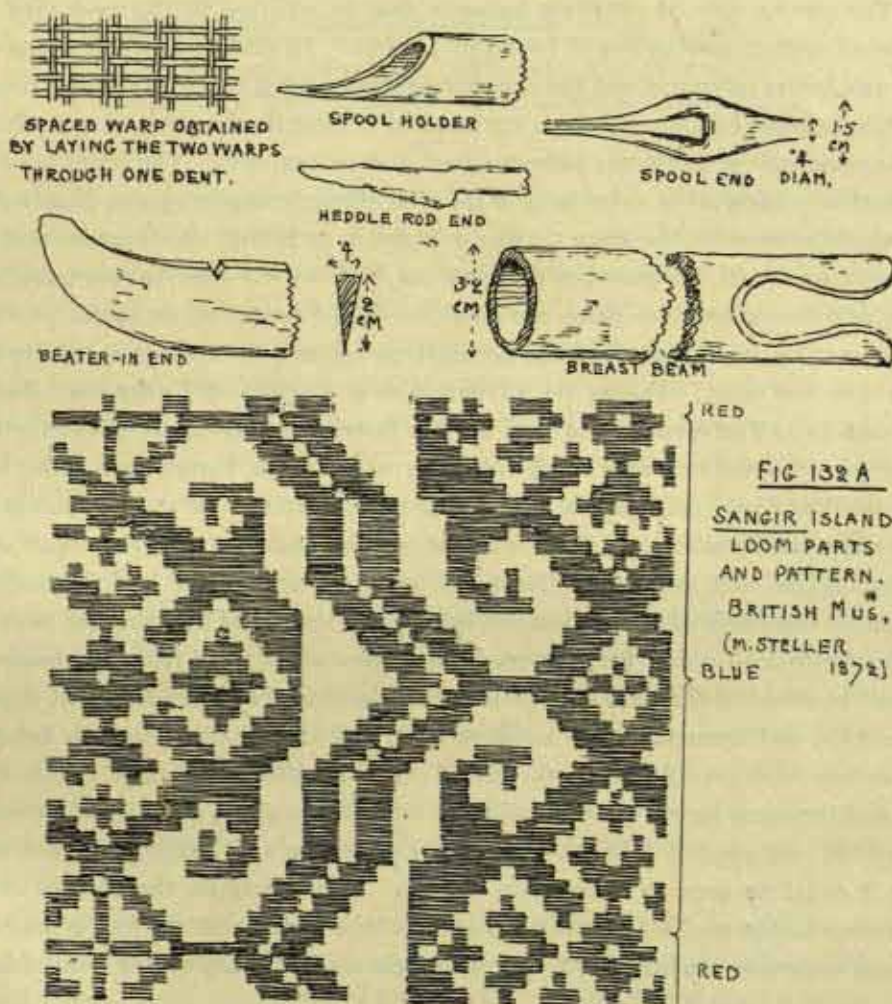 SPACED WARP OBTAINED
BY LAYING THE TWO WARPS
THROUGH ONE DENT.
SPOOL HOLDER
1·5
CM
·4
SPOOL END DIAM.
HEDDLE ROD END
·4
2
CM
BEATER-IN END
3·2
CM
BREAST BEAM
RED
FIG 132 A
SANGIR ISLAND
LOOM PARTS
AND PATTERN.
BRITISH MUS.
(M. STELLER
BLUE 1872)
RED